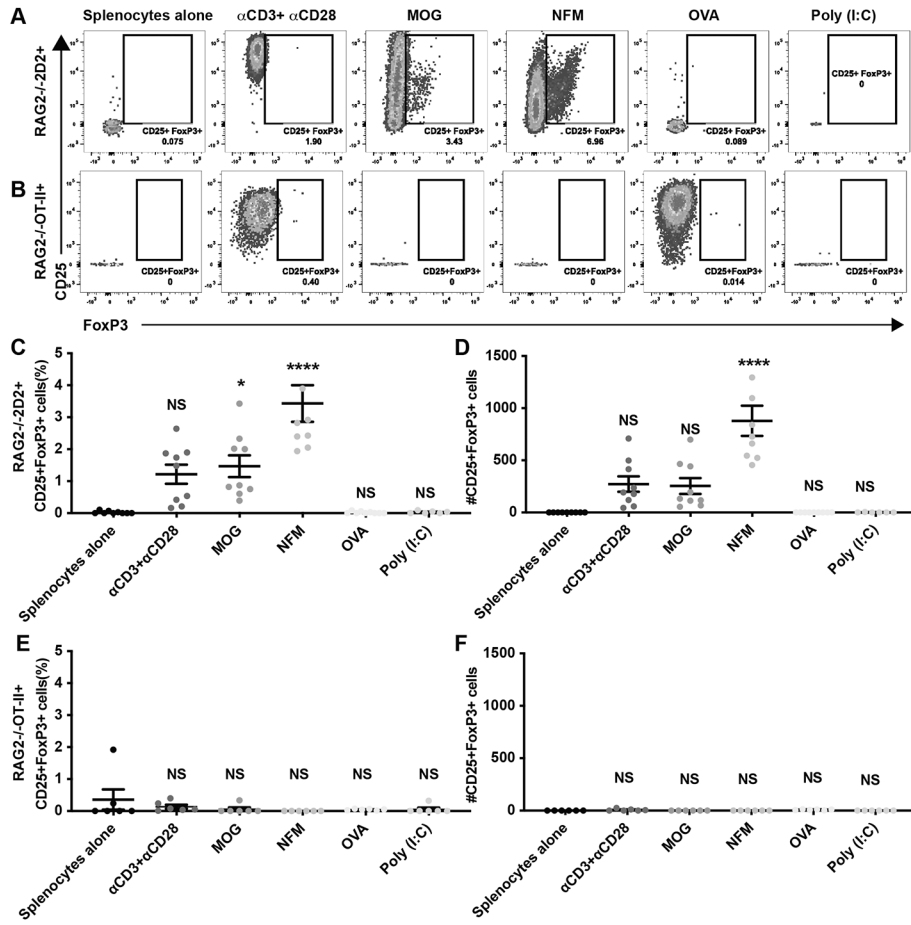 A
Splenocytes alone
αCD3+ αCD28
MOG
NFM
OVA
Poly (I:C)
RAG2-/-2D2+
CD25+ FoxP3+
0.075
CD25+ FoxP3+
1.90
CD25+ FoxP3+
3.43
CD25+ FoxP3+
6.96
CD25+ FoxP3+
0.089
CD25+ FoxP3+
0
B
RAG2-/-OT-II+
CD25
CD25+FoxP3+
0
CD25+FoxP3+
0.40
CD25+FoxP3+
0
CD25+FoxP3+
0
CD25+FoxP3+
0.014
CD25+FoxP3+
0
FoxP3
C
RAG2-/-2D2+
CD25+FoxP3+ cells(%)
5
4
3
2
1
0
NS
*
****
NS
NS
Splenocytes alone
αCD3+αCD28
MOG
NFM
OVA
Poly (I:C)
D
#CD25+FoxP3+ cells
1500
1000
500
0
NS
NS
****
NS
NS
Splenocytes alone
αCD3+αCD28
MOG
NFM
OVA
Poly (I:C)
E
RAG2-/-OT-II+
CD25+FoxP3+ cells(%)
5
4
3
2
1
0
NS
NS
NS
NS
NS
Splenocytes alone
αCD3+αCD28
MOG
NFM
OVA
Poly (I:C)
F
#CD25+FoxP3+ cells
1500
1000
500
0
NS
NS
NS
NS
NS
Splenocytes alone
αCD3+αCD28
MOG
NFM
OVA
Poly (I:C)